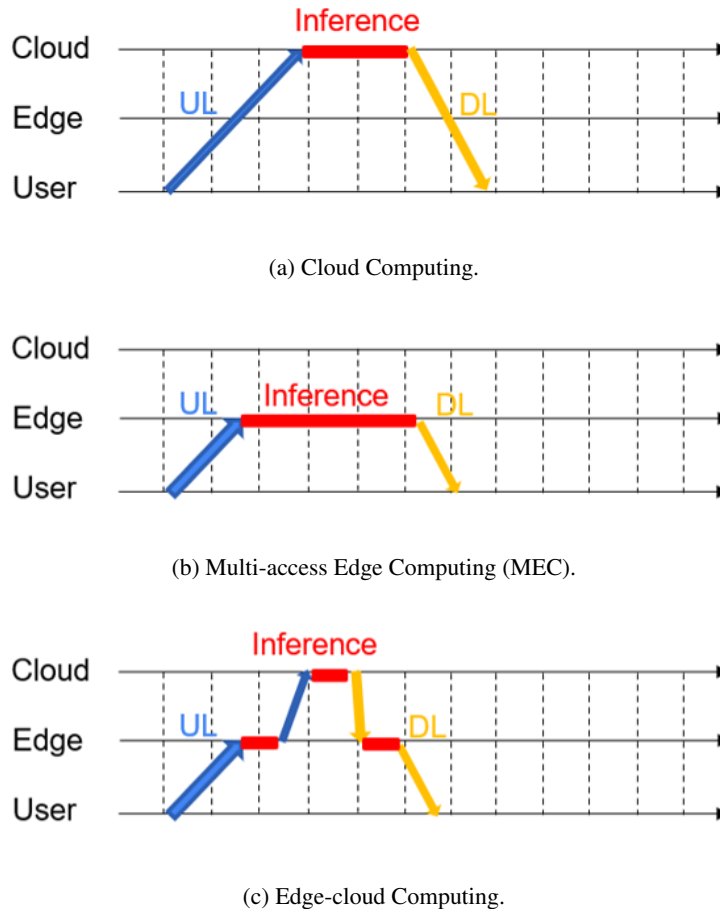 Inference
Cloud
UL
DL
Edge
User
(a) Cloud Computing.
Cloud
UL
Inference
DL
Edge
User
(b) Multi-access Edge Computing (MEC).
Inference
Cloud
UL
DL
Edge
User
(c) Edge-cloud Computing.